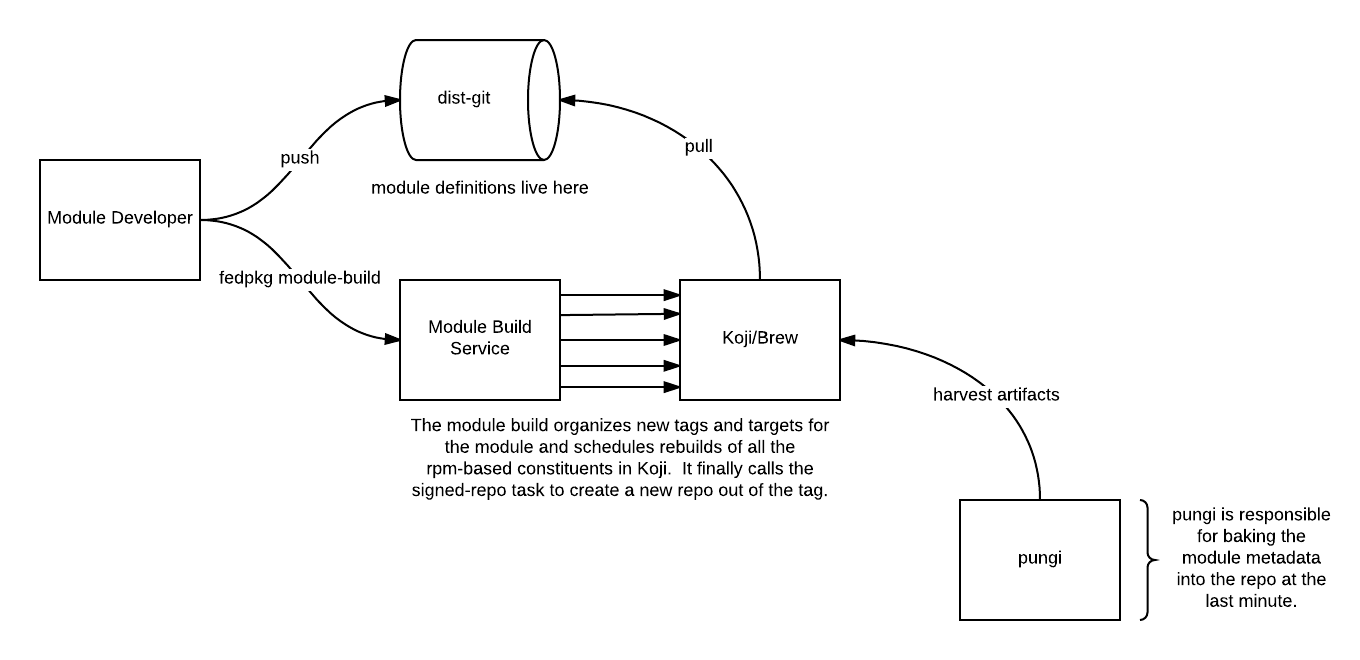 dist-git
push
pull
module definitions live here
Module Developer
fedpkg module-build
Module Build
Service
Koji/Brew
harvest artifacts
The module build organizes new tags and targets for
the module and schedules rebuilds of all the
rpm-based constituents in Koji.  It finally calls the
signed-repo task to create a new repo out of the tag.
pungi
pungi is responsible
for baking the
module metadata
into the repo at the
last minute.